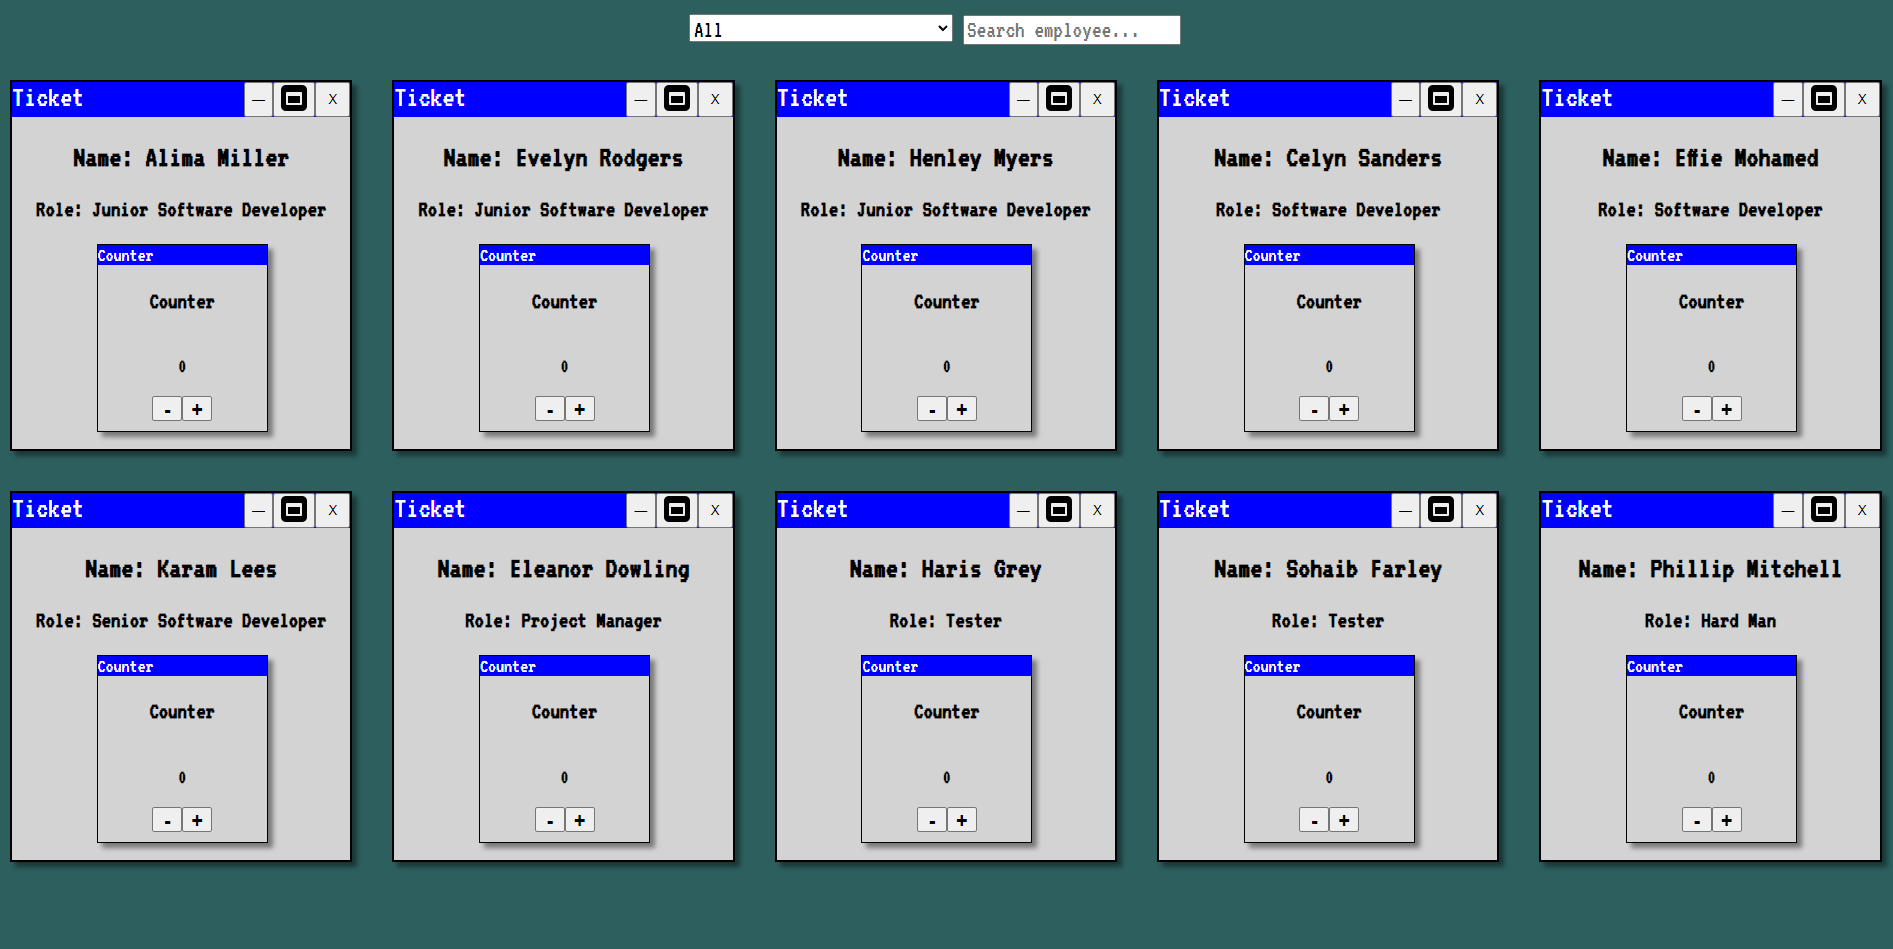 All Search employee...
Ticket — X Ticket — X Ticket — X Ticket — X Ticket — X
Name: Alima Miller Name: Evelyn Rodgers Name: Henley Myers Name: Celyn Sanders Name: Effie Mohamed
Role: Junior Software Developer Role: Junior Software Developer Role: Junior Software Developer Role: Software Developer Role: Software Developer
Counter Counter Counter Counter Counter
Counter Counter Counter Counter Counter
0 0 0 0 0
- + - + - + - + - +
Ticket — X Ticket — X Ticket — X Ticket — X Ticket — X
Name: Karam Lees Name: Eleanor Dowling Name: Haris Grey Name: Sohaib Farley Name: Phillip Mitchell
Role: Senior Software Developer Role: Project Manager Role: Tester Role: Tester Role: Hard Man
Counter Counter Counter Counter Counter
Counter Counter Counter Counter Counter
0 0 0 0 0
- + - + - + - + - +